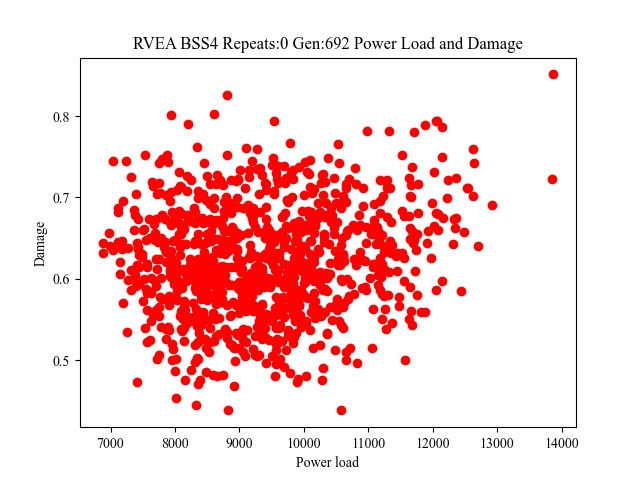 RVEA BSS4 Repeats:0 Gen:692 Power Load and Damage
0.8
0.7
0.6
0.5
Damage
7000 8000 9000 10000 11000 12000 13000 14000
Power load